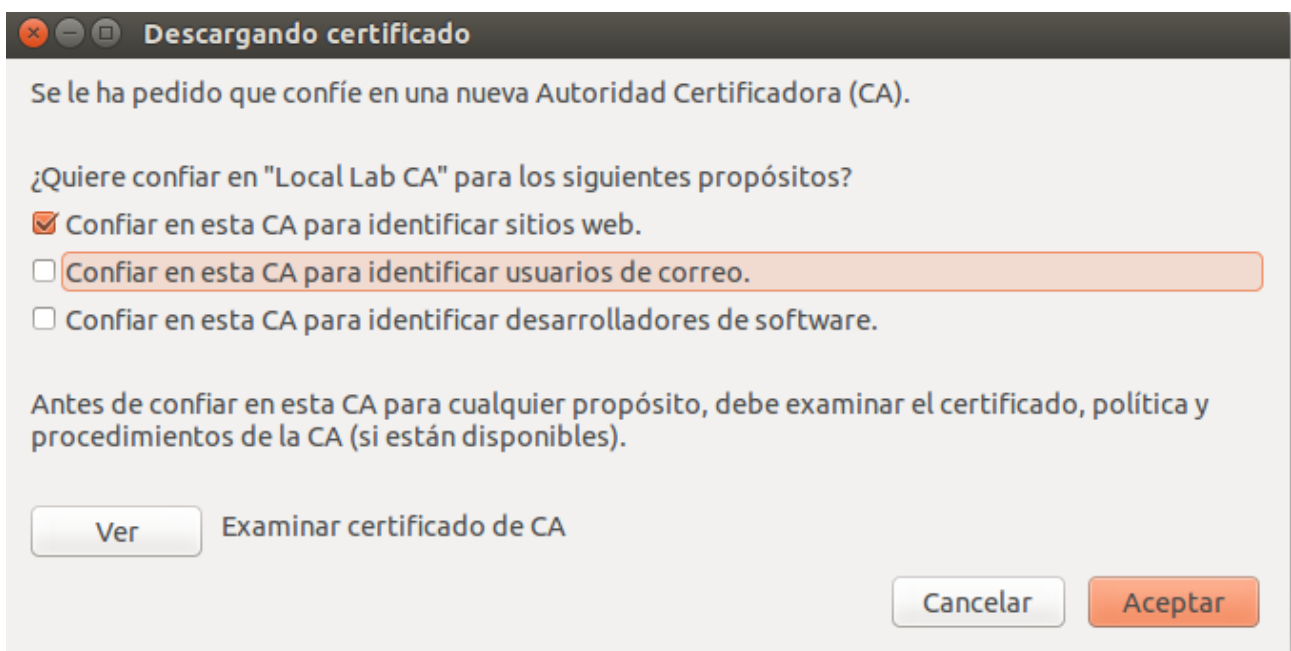 Descargando certificado
Se le ha pedido que confíe en una nueva Autoridad Certificadora (CA).
¿Quiere confiar en "Local Lab CA" para los siguientes propósitos?
Confiar en esta CA para identificar sitios web.
Confiar en esta CA para identificar usuarios de correo.
Confiar en esta CA para identificar desarrolladores de software.
Antes de confiar en esta CA para cualquier propósito, debe examinar el certificado, política y
procedimientos de la CA (si están disponibles).
Ver Examinar certificado de CA
Cancelar Aceptar